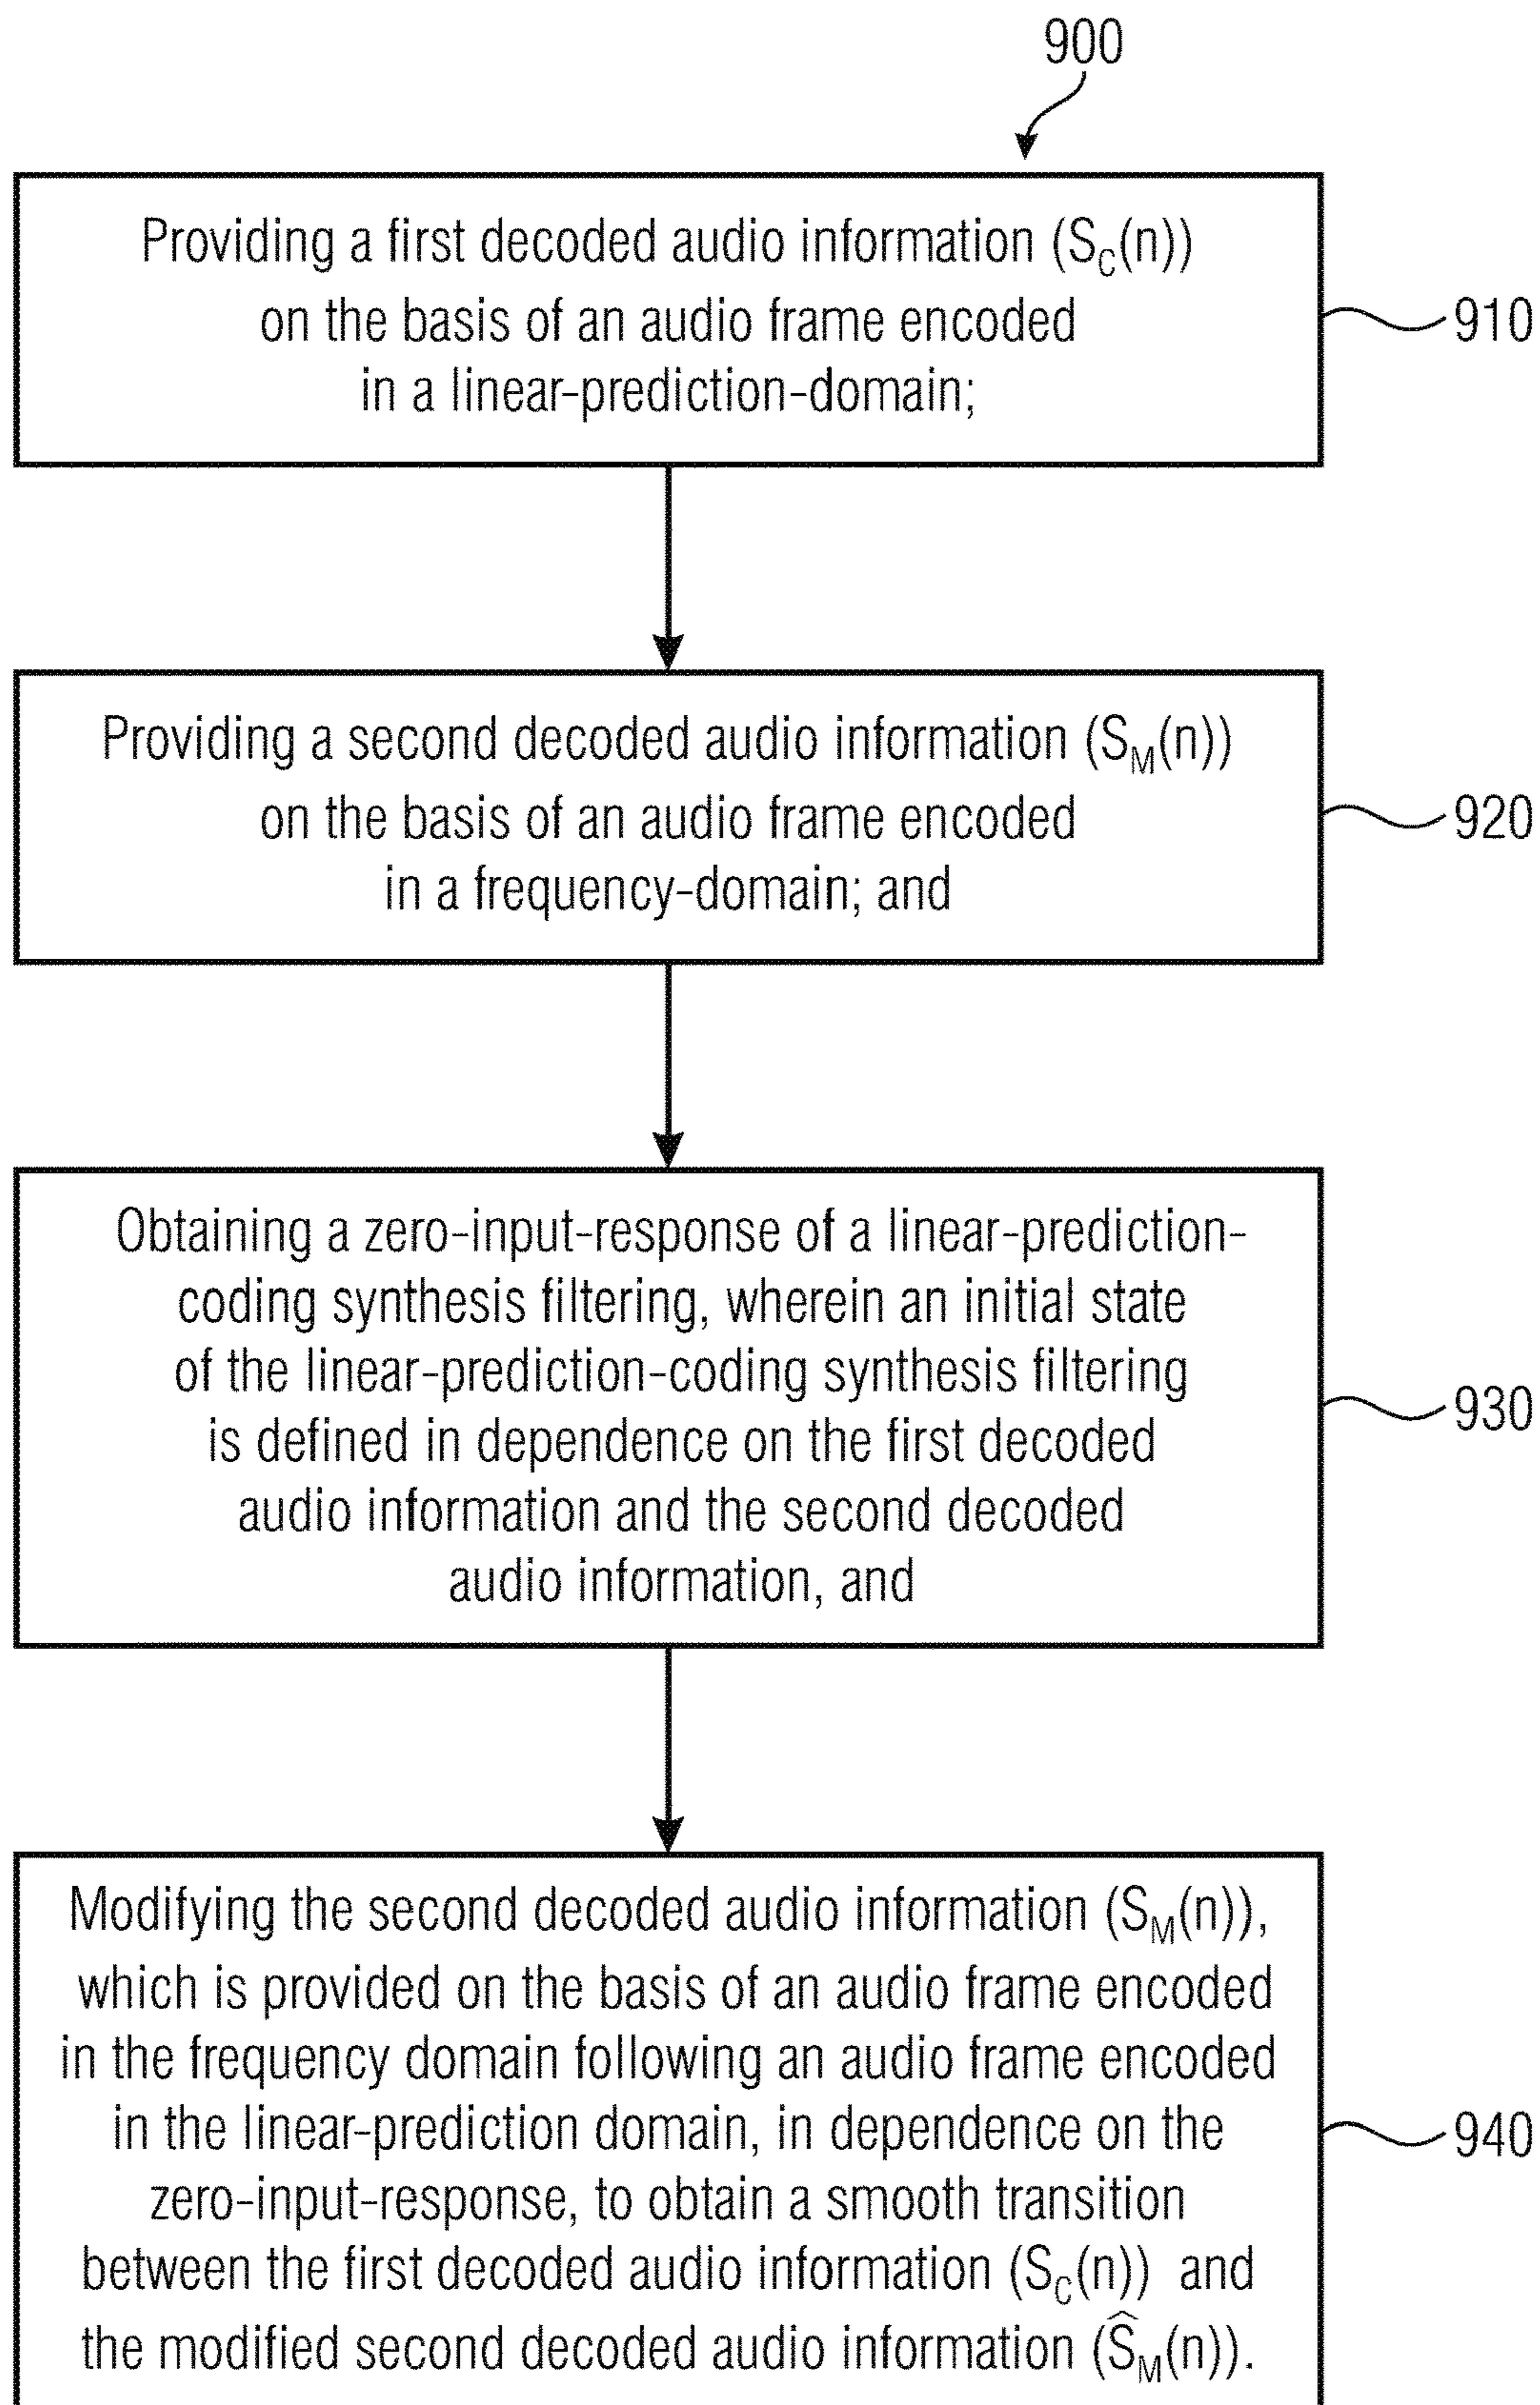 900
Providing a first decoded audio information (S_C(n))
on the basis of an audio frame encoded
in a linear-prediction-domain;
910
Providing a second decoded audio information (S_M(n))
on the basis of an audio frame encoded
in a frequency-domain; and
920
Obtaining a zero-input-response of a linear-prediction-
coding synthesis filtering, wherein an initial state
of the linear-prediction-coding synthesis filtering
is defined in dependence on the first decoded
audio information and the second decoded
audio information, and
930
Modifying the second decoded audio information (S_M(n)),
which is provided on the basis of an audio frame encoded
in the frequency domain following an audio frame encoded
in the linear-prediction domain, in dependence on the
zero-input-response, to obtain a smooth transition
between the first decoded audio information (S_C(n)) and
the modified second decoded audio information (Ŝ_M(n)).
940